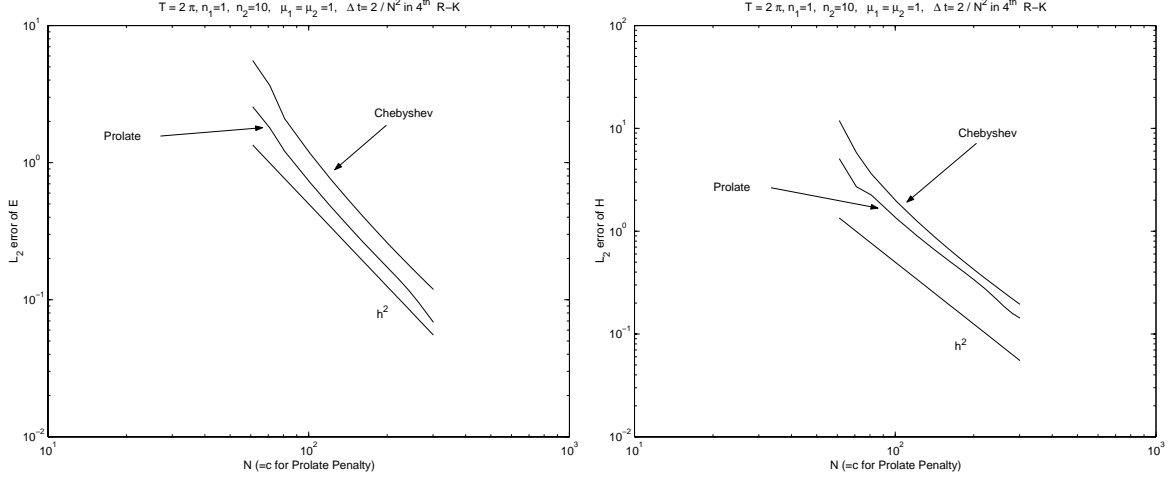 T = 2 π, n₁=1, n₂=10, μ₁ = μ₂ =1, Δ t= 2 / N² in 4ᵗʰ R−K
10¹
10⁰
10⁻¹
10⁻²
L₂ error of E
Chebyshev
Prolate
h²
10¹
10²
10³
N (=c for Prolate Penalty)
T = 2 π, n₁=1, n₂=10, μ₁ = μ₂ =1, Δ t= 2 / N² in 4ᵗʰ R−K
10²
10¹
10⁰
10⁻¹
10⁻²
L₂ error of H
Chebyshev
Prolate
h²
10¹
10²
10³
N (=c for Prolate Penalty)